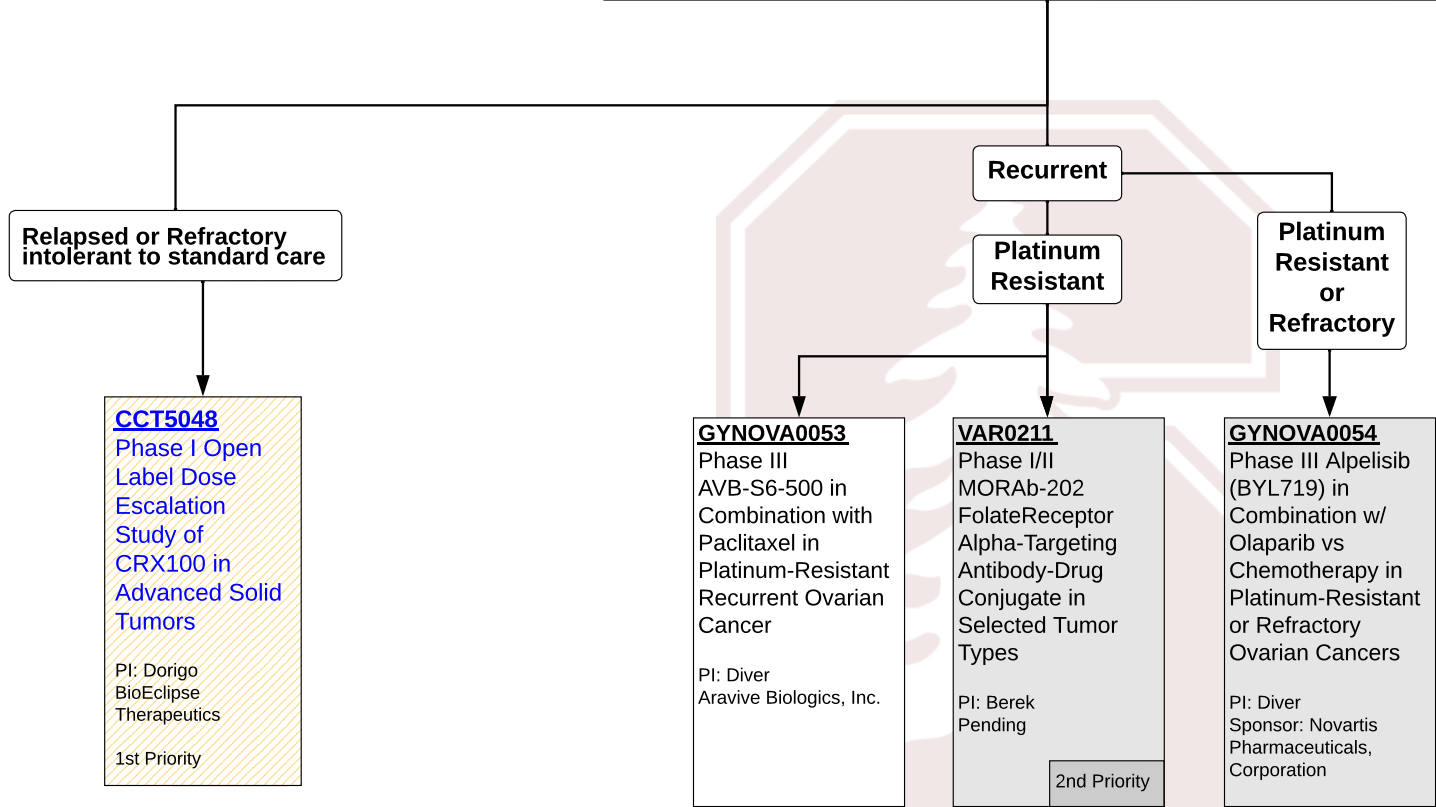 Recurrent
Relapsed or Refractory
intolerant to standard care
Platinum
Resistant
Platinum
Resistant
or
Refractory
CCT5048
Phase I Open
Label Dose
Escalation
Study of
CRX100 in
Advanced Solid
Tumors
PI: Dorigo
BioEclipse
Therapeutics
1st Priority
GYNOVA0053
Phase III
AVB-S6-500 in
Combination with
Paclitaxel in
Platinum-Resistant
Recurrent Ovarian
Cancer
PI: Diver
Aravive Biologics, Inc.
VAR0211
Phase I/II
MORAb-202
FolateReceptor
Alpha-Targeting
Antibody-Drug
Conjugate in
Selected Tumor
Types
PI: Berek
Pending
2nd Priority
GYNOVA0054
Phase III Alpelisib
(BYL719) in
Combination w/
Olaparib vs
Chemotherapy in
Platinum-Resistant
or Refractory
Ovarian Cancers
PI: Diver
Sponsor: Novartis
Pharmaceuticals,
Corporation